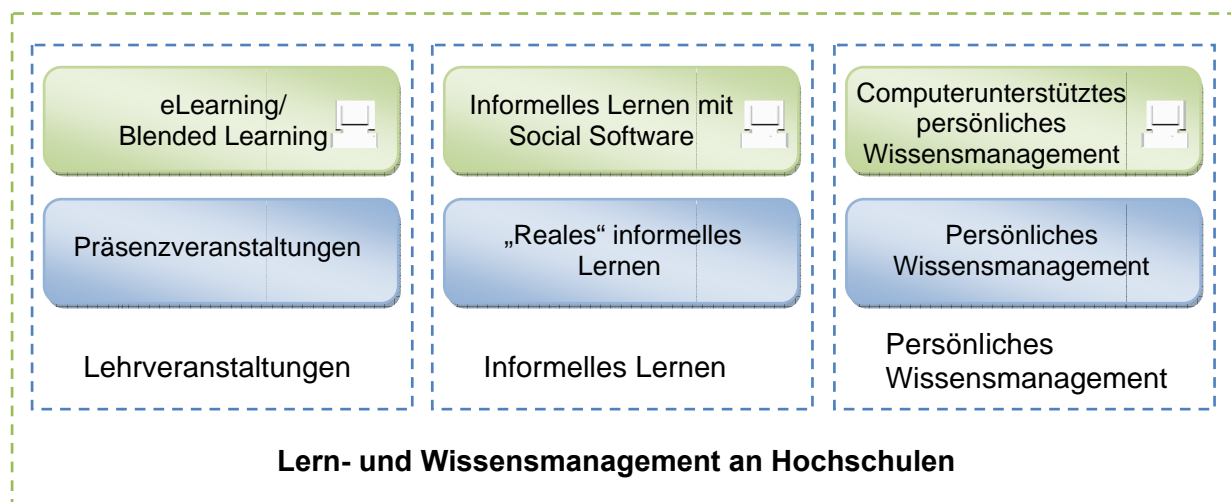 eLearning/
Blended Learning
Informelles Lernen mit
Social Software
Computerunterstütztes
persönliches
Wissensmanagement
Präsenzveranstaltungen
„Reales“ informelles
Lernen
Persönliches
Wissensmanagement
Lehrveranstaltungen
Informelles Lernen
Persönliches
Wissensmanagement
Lern- und Wissensmanagement an Hochschulen